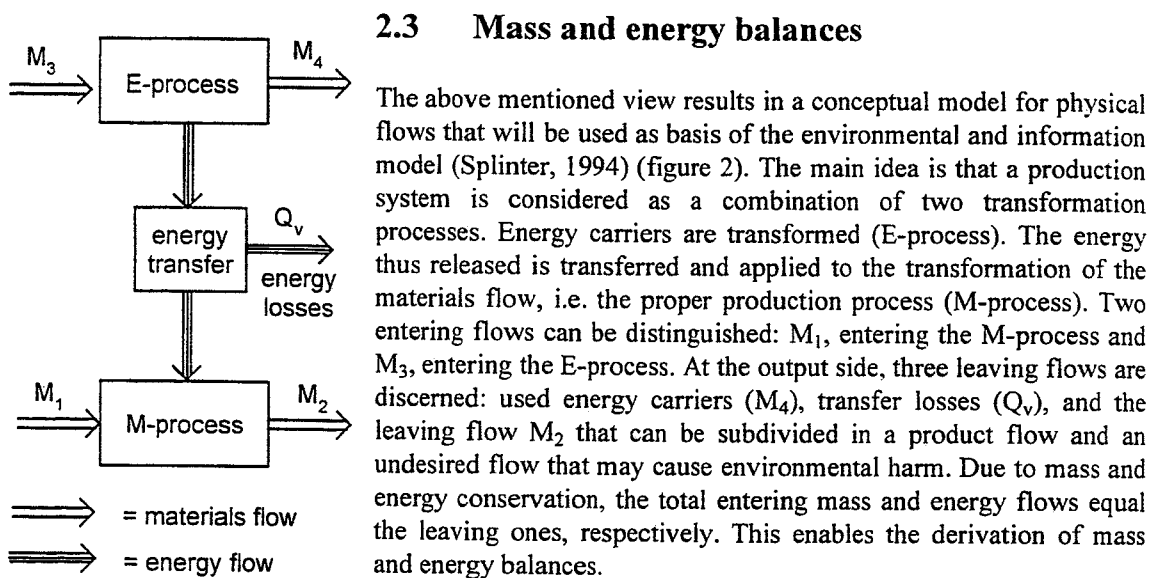 2.3 Mass and energy balances
M₃
E-process
M₄
energy
transfer
Qᵥ
energy
losses
M₁
M-process
M₂
= materials flow
= energy flow
The above mentioned view results in a conceptual model for physical
flows that will be used as basis of the environmental and information
model (Splinter, 1994) (figure 2). The main idea is that a production
system is considered as a combination of two transformation
processes. Energy carriers are transformed (E-process). The energy
thus released is transferred and applied to the transformation of the
materials flow, i.e. the proper production process (M-process). Two
entering flows can be distinguished: M₁, entering the M-process and
M₃, entering the E-process. At the output side, three leaving flows are
discerned: used energy carriers (M₄), transfer losses (Qᵥ), and the
leaving flow M₂ that can be subdivided in a product flow and an
undesired flow that may cause environmental harm. Due to mass and
energy conservation, the total entering mass and energy flows equal
the leaving ones, respectively. This enables the derivation of mass
and energy balances.